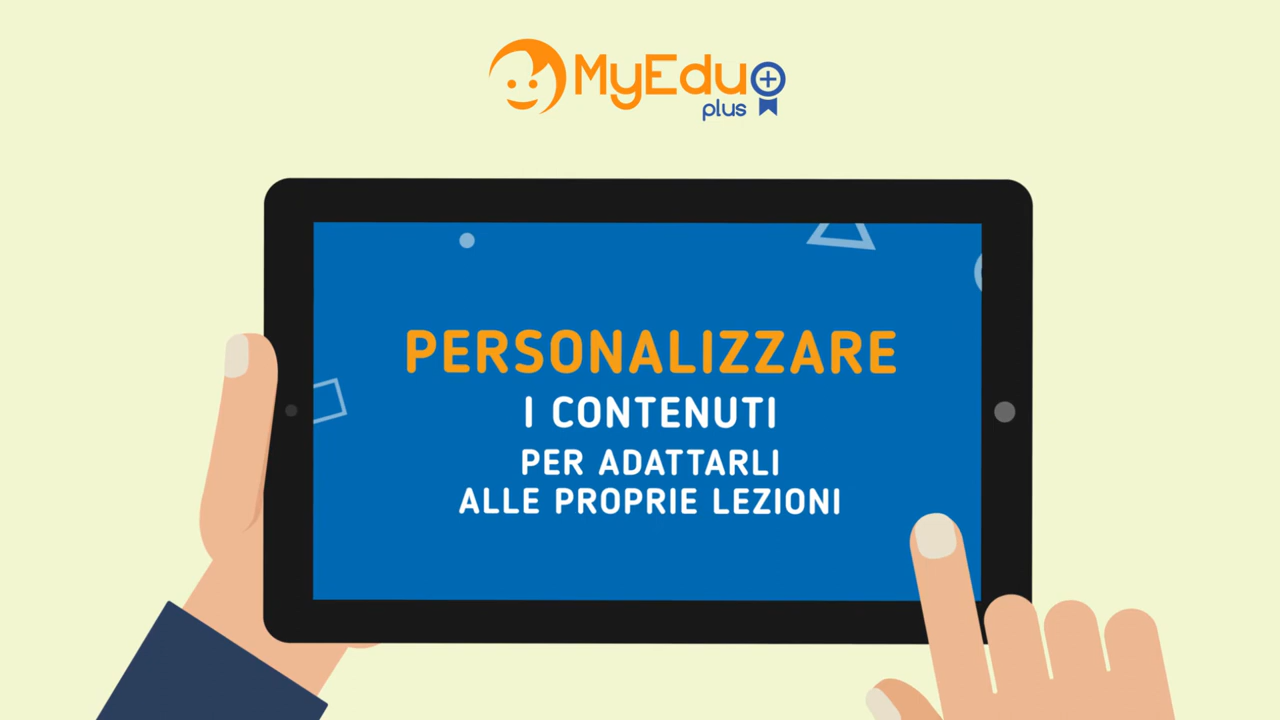 MyEdu
plus
PERSONALIZZARE
I CONTENUTI
PER ADATTARLI
ALLE PROPRIE LEZIONI